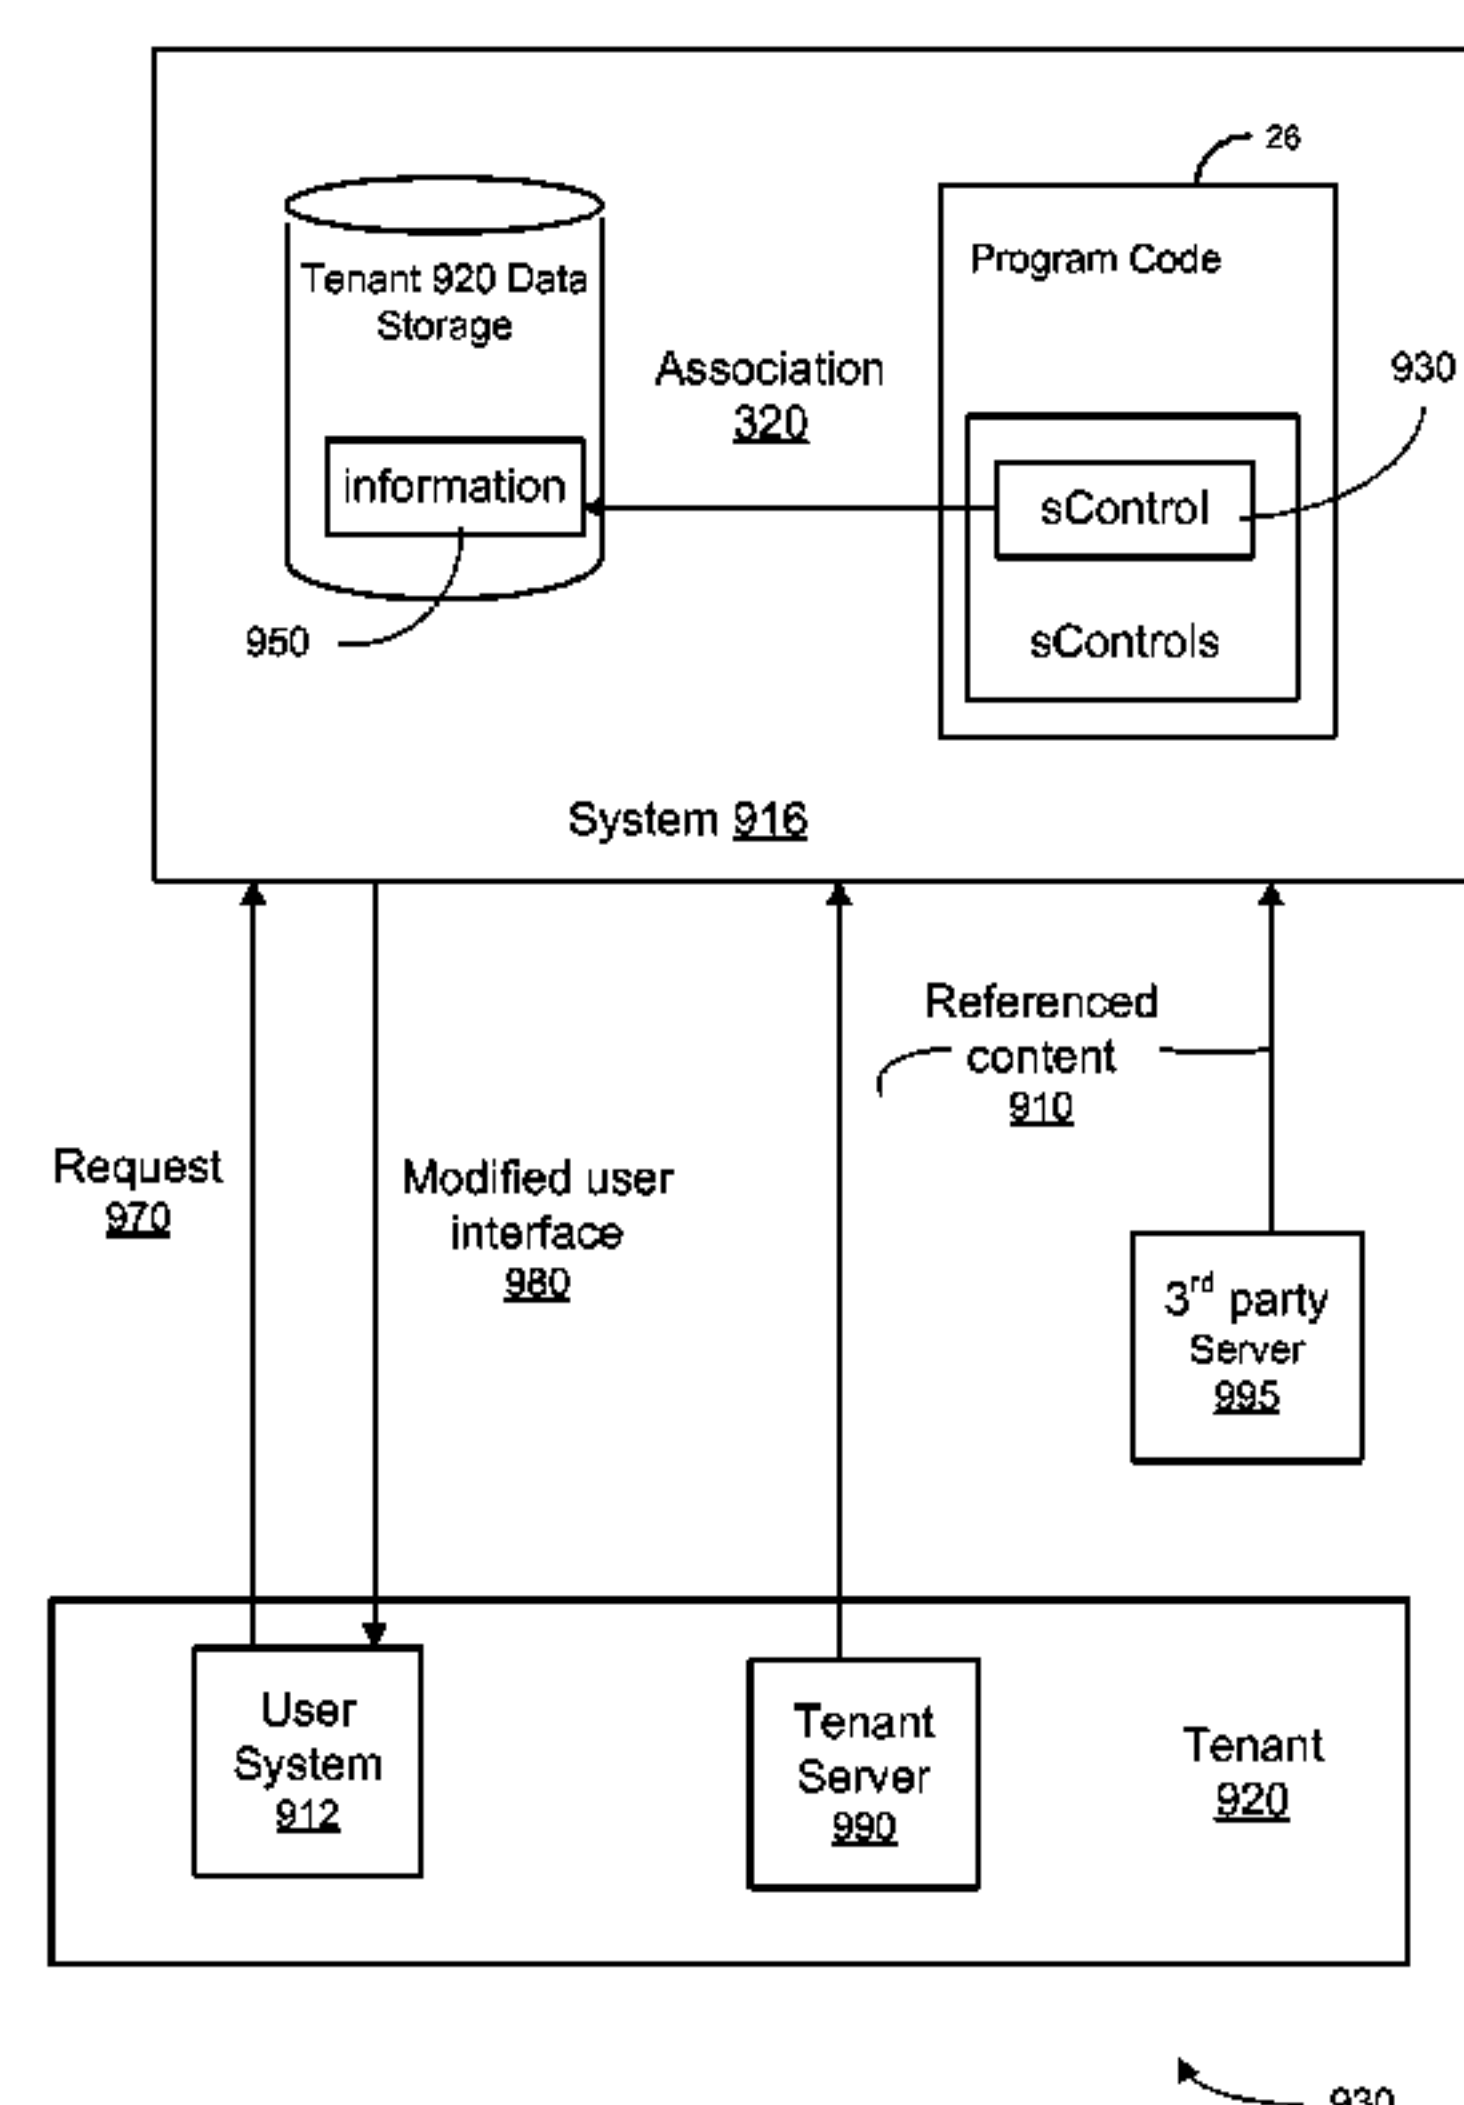 26
Tenant 920 Data
Storage
Program Code
Association
320
930
information
sControl
950
sControls
System 916
Referenced
content
910
Request
970
Modified user
interface
980
3rd party
Server
995
User
System
912
Tenant
Server
990
Tenant
920
930